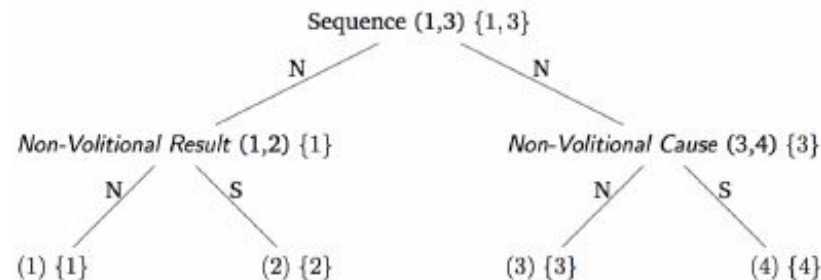 Sequence (1,3) {1,3}
N N
Non-Volitional Result (1,2) {1} Non-Volitional Cause (3,4) {3}
N S N S
(1) {1} (2) {2} (3) {3} (4) {4}